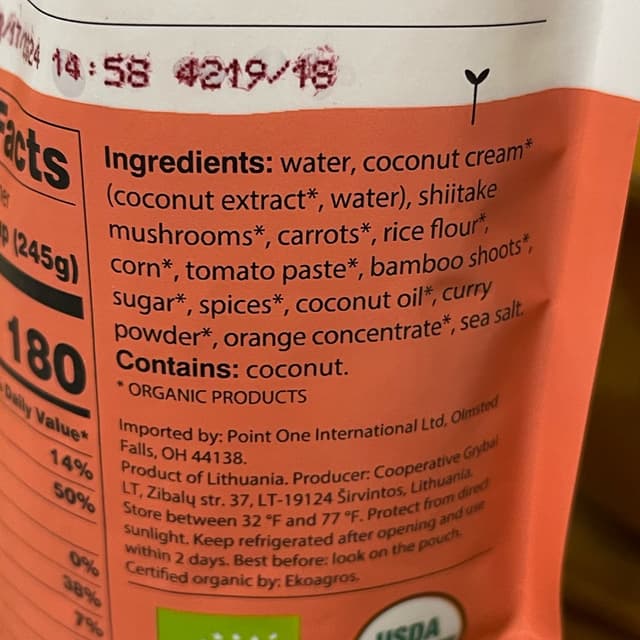 14:58 4219/18
Facts
(245g)
180
Daily Value*
14%
50%
0%
38%
7%
Ingredients: water, coconut cream*
(coconut extract*, water), shiitake
mushrooms*, carrots*, rice flour*,
corn*, tomato paste*, bamboo shoots*,
sugar*, spices*, coconut oil*, curry
powder*, orange concentrate*, sea salt.
Contains: coconut.
* ORGANIC PRODUCTS
Imported by: Point One International Ltd, Olmsted
Falls, OH 44138.
Product of Lithuania. Producer: Cooperative Grybai
LT, Zibalų str. 37, LT-19124 Širvintos, Lithuania.
Store between 32 °F and 77 °F. Protect from direct
sunlight. Keep refrigerated after opening and use
within 2 days. Best before: look on the pouch.
Certified organic by: Ekoagros.
USDA